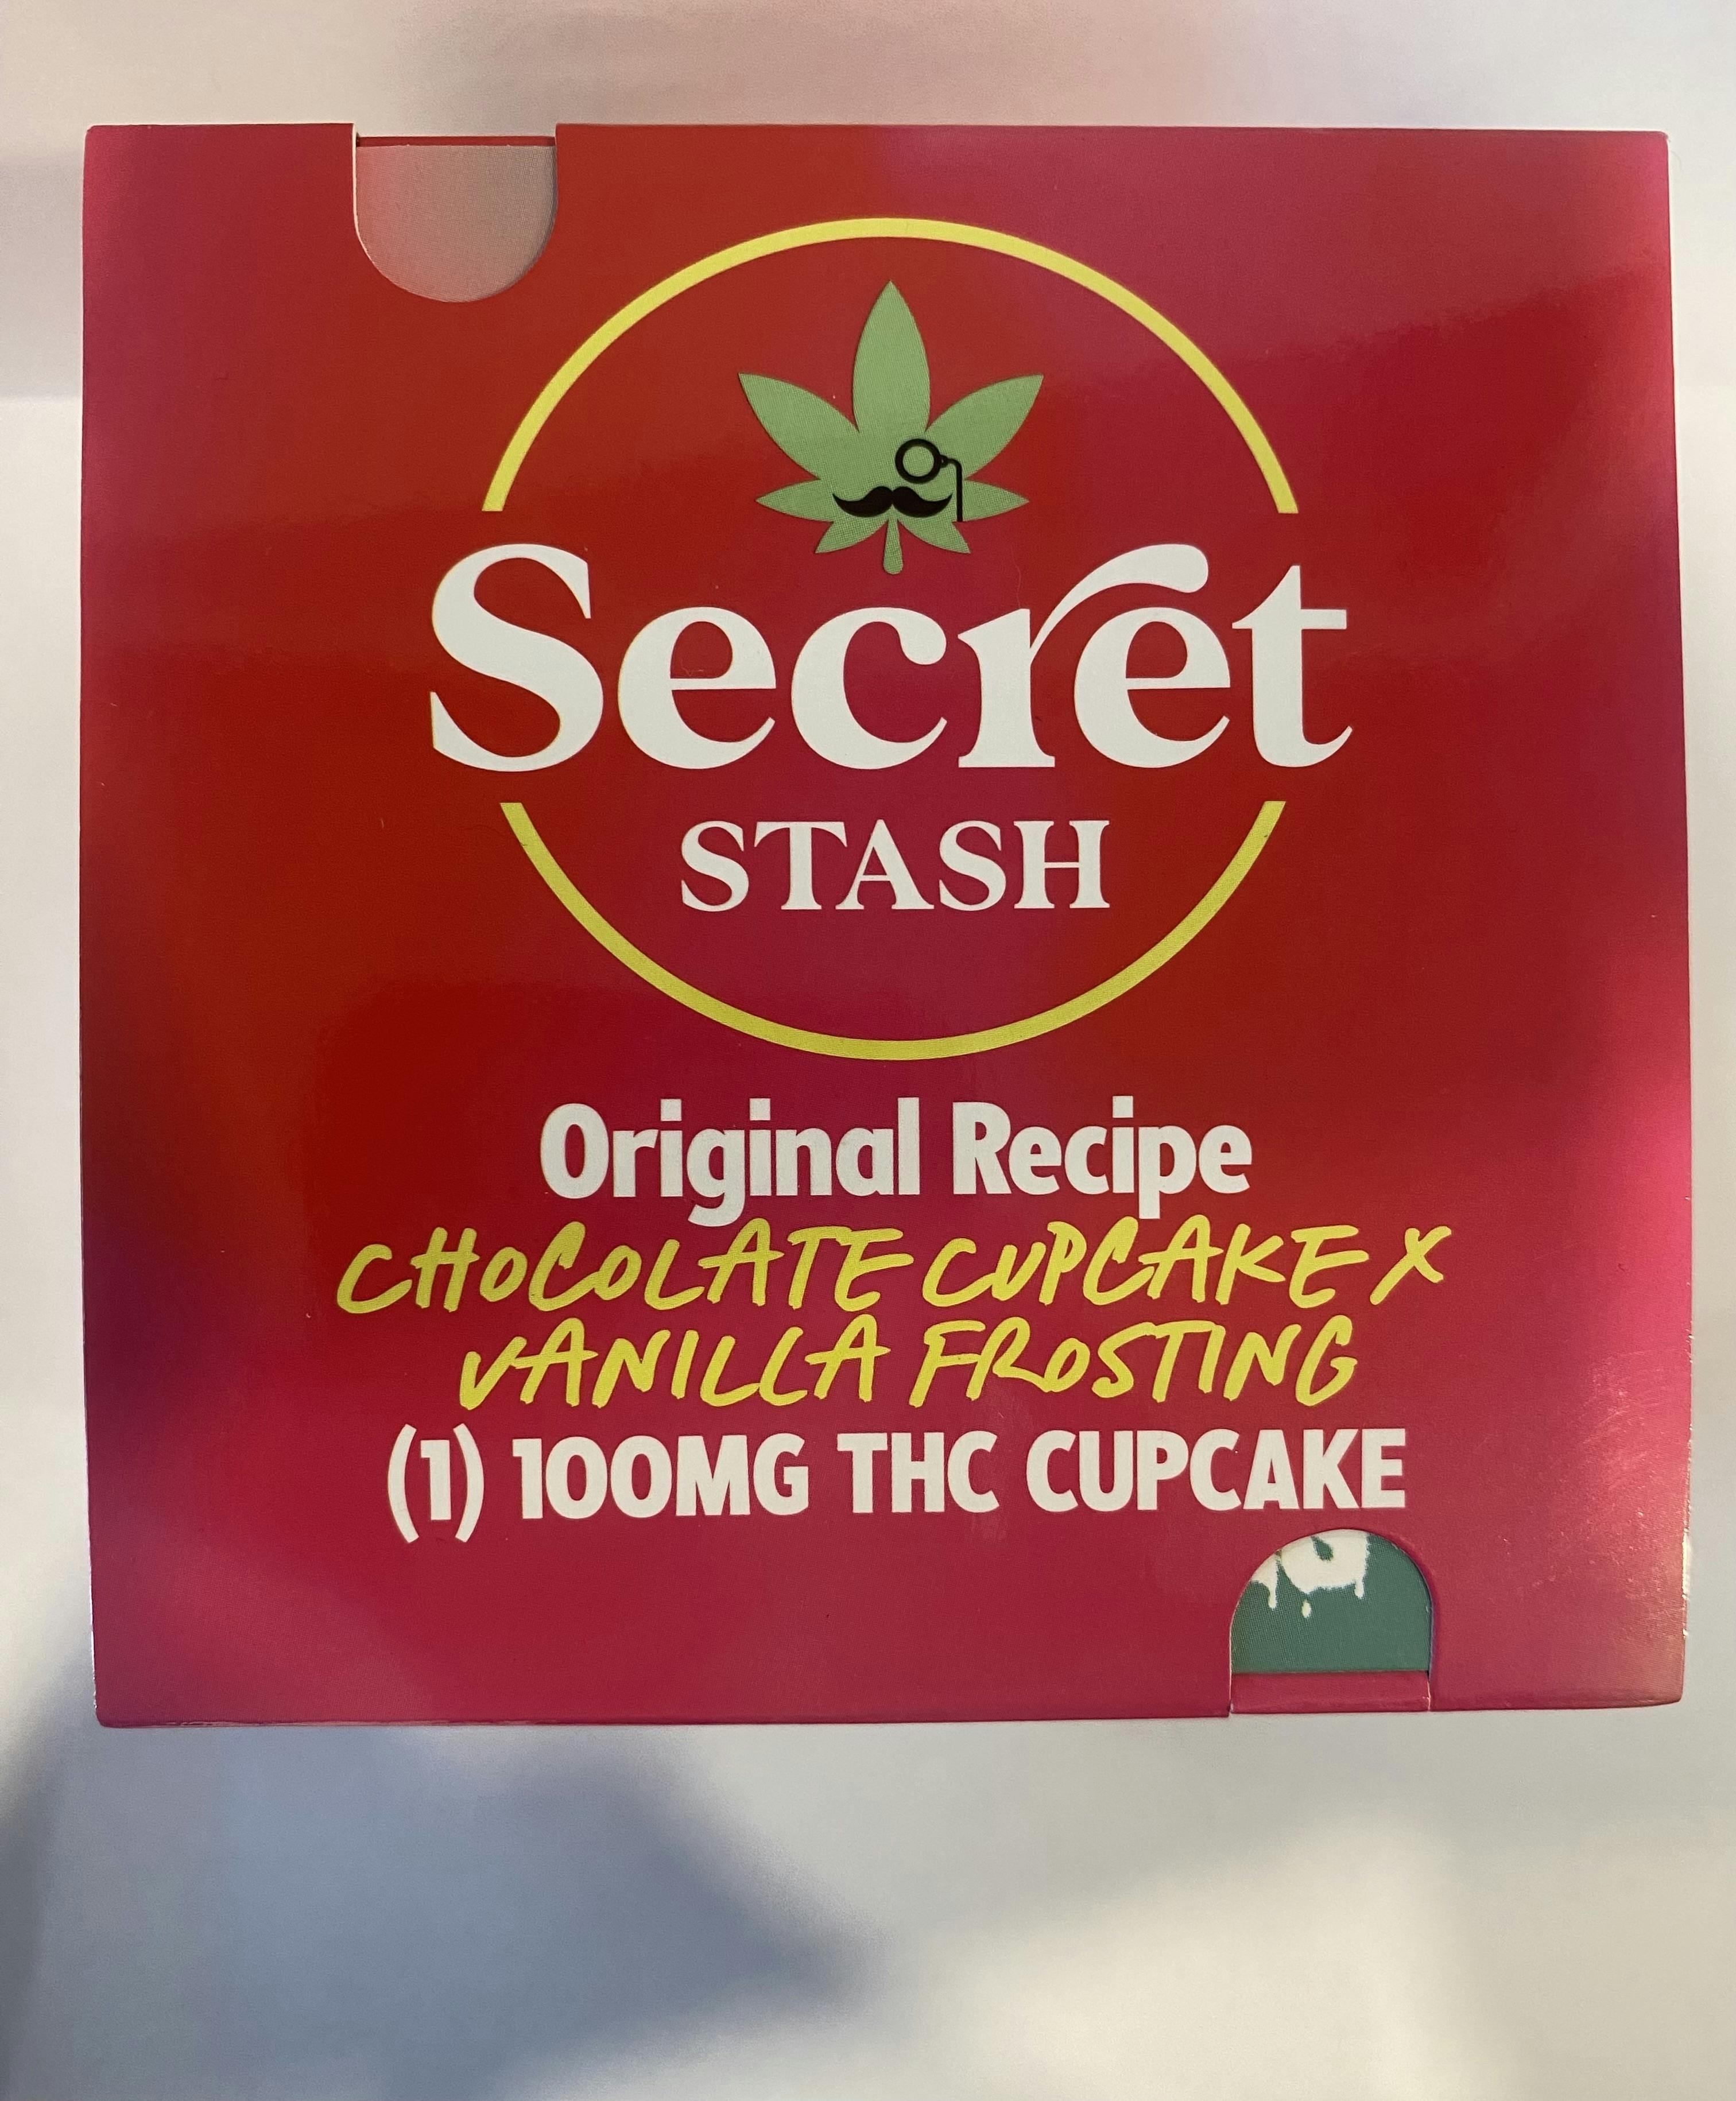 Secret
STASH
Original Recipe
CHOCOLATE CUPCAKE X
VANILLA FROSTING
(1) 100MG THC CUPCAKE